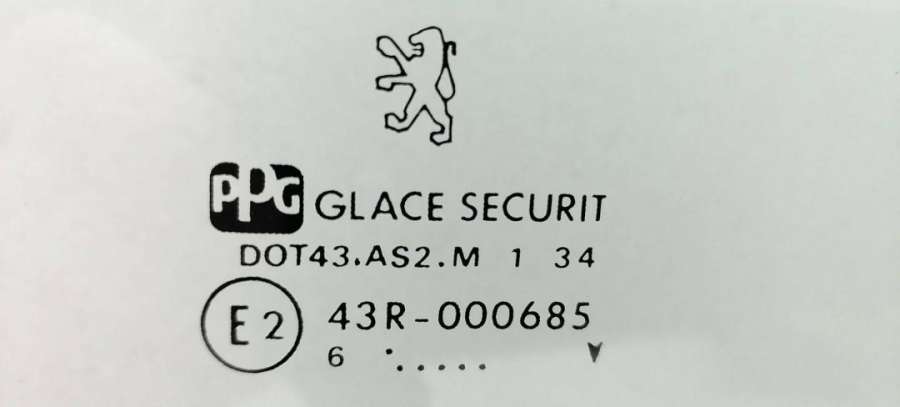 PPG GLACE SECURIT
DOT43.AS2.M 1 34
E2 43R-000685
6 ......